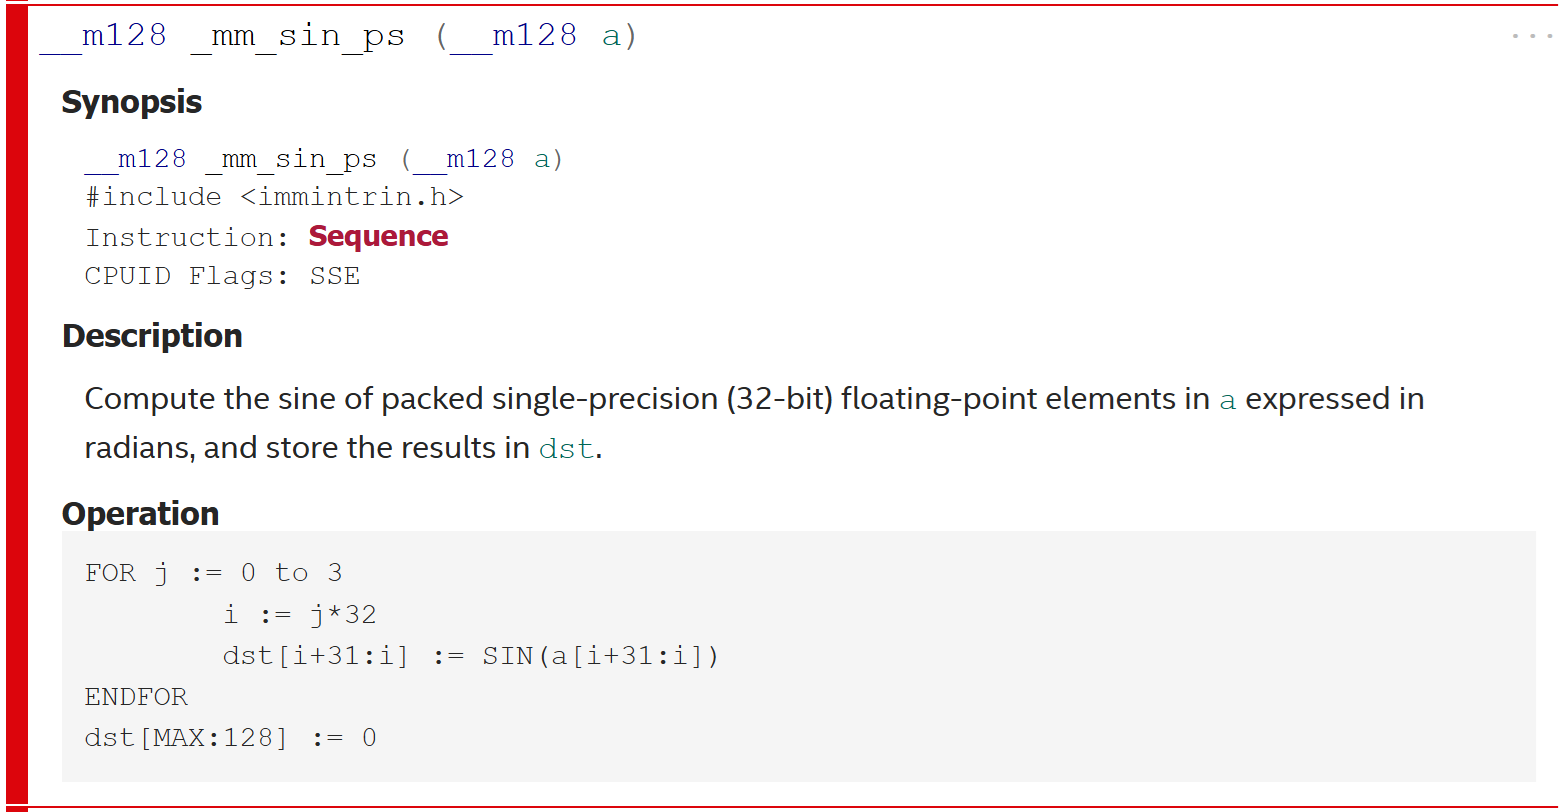 __m128 _mm_sin_ps (__m128 a)
...
Synopsis
__m128 _mm_sin_ps (__m128 a)
#include <immintrin.h>
Instruction: Sequence
CPUID Flags: SSE
Description
Compute the sine of packed single-precision (32-bit) floating-point elements in a expressed in
radians, and store the results in dst.
Operation
FOR j := 0 to 3
	i := j*32
	dst[i+31:i] := SIN(a[i+31:i])
ENDFOR
dst[MAX:128] := 0